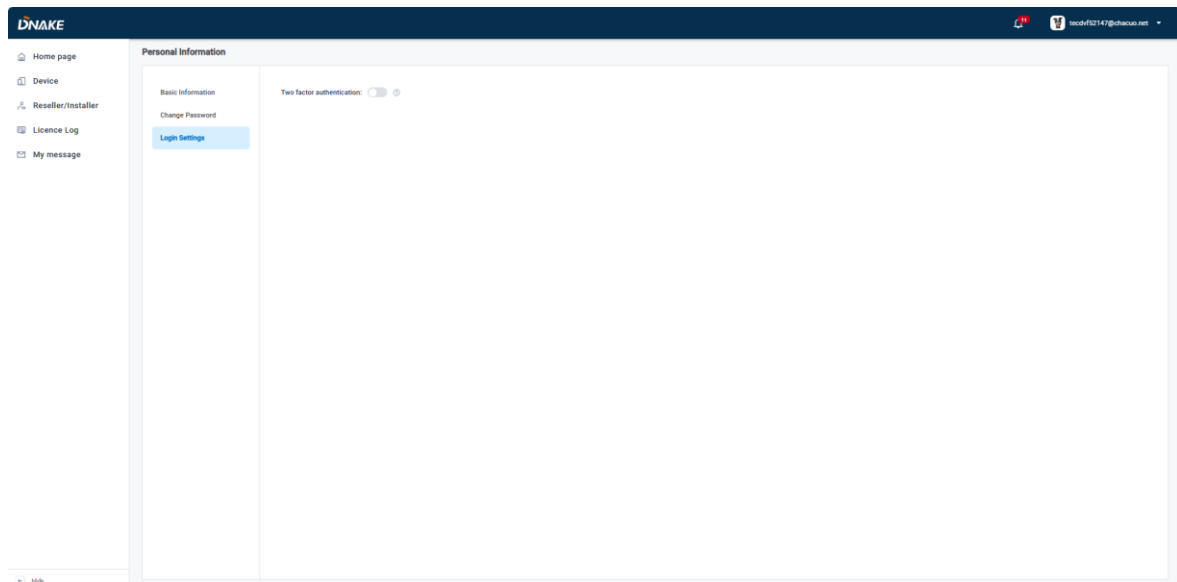 DNAKE
11
tecdvf52147@chacuo.net
Home page
Device
Reseller/Installer
Licence Log
My message
Personal Information
Basic Information
Change Password
Login Settings
Two factor authentication:
Hide